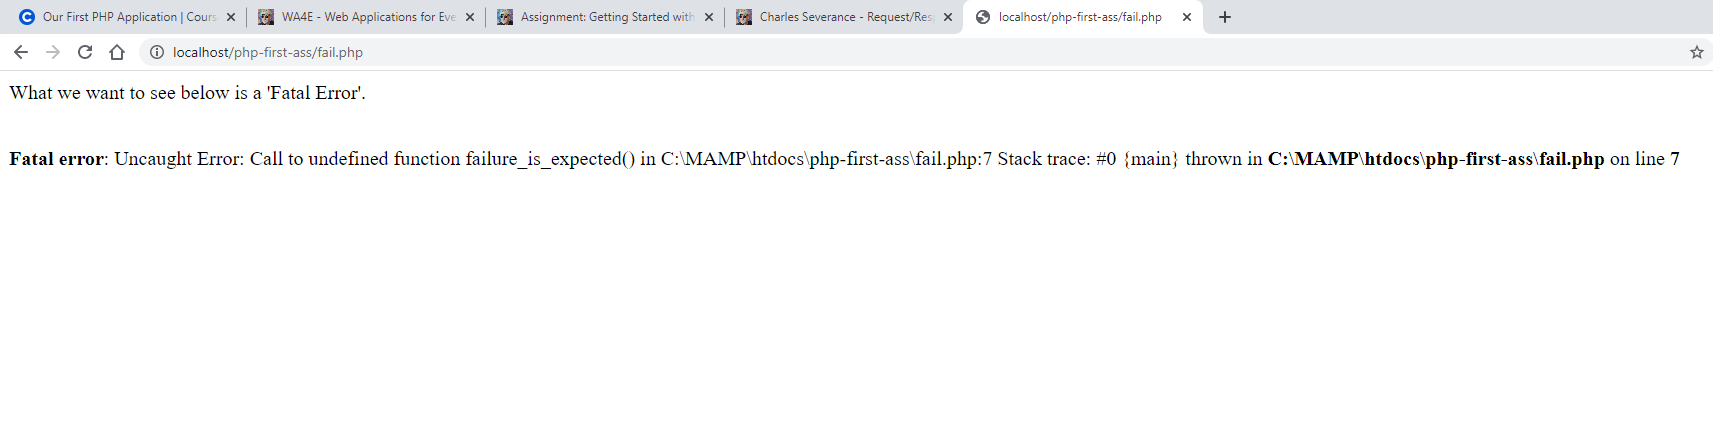 Our First PHP Application | Cours
WA4E - Web Applications for Eve
Assignment: Getting Started with
Charles Severance - Request/Res
localhost/php-first-ass/fail.php
localhost/php-first-ass/fail.php
What we want to see below is a 'Fatal Error'.
Fatal error: Uncaught Error: Call to undefined function failure_is_expected() in C:\MAMP\htdocs\php-first-ass\fail.php:7 Stack trace: #0 {main} thrown in C:\MAMP\htdocs\php-first-ass\fail.php on line 7